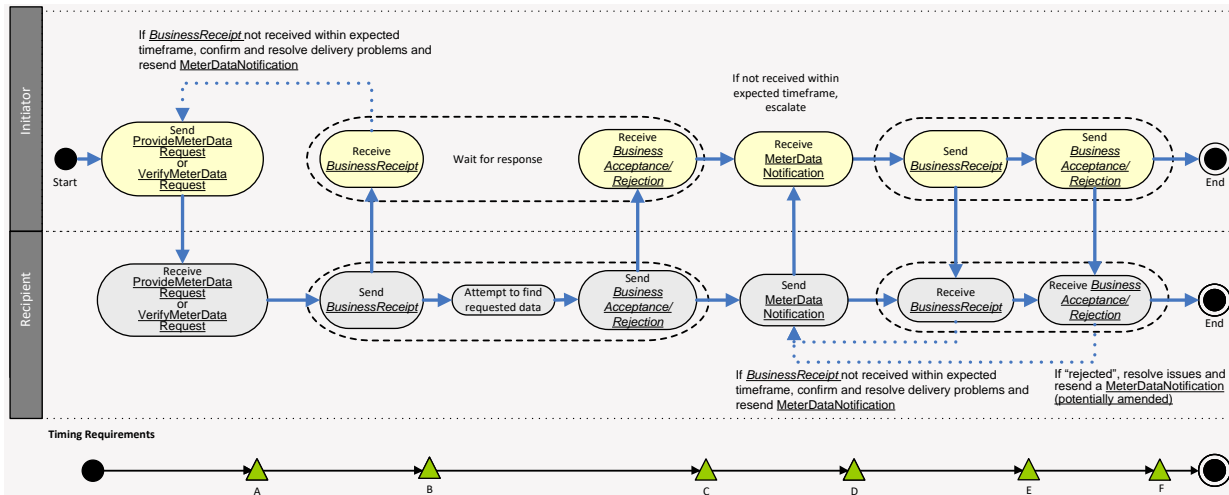 Initiator
If BusinessReceipt not received within expected
timeframe, confirm and resolve delivery problems and
resend MeterDataNotification
If not received within
expected timeframe,
escalate
Start
Send
ProvideMeterData
Request
or
VerifyMeterData
Request
Receive
BusinessReceipt
Wait for response
Receive
Business
Acceptance/
Rejection
Receive
MeterData
Notification
Send
BusinessReceipt
Send
Business
Acceptance/
Rejection
End
Recipient
Receive
ProvideMeterData
Request
or
VerifyMeterData
Request
Send
BusinessReceipt
Attempt to find
requested data
Send
Business
Acceptance/
Rejection
Send
MeterData
Notification
Receive
BusinessReceipt
Receive Business
Acceptance/
Rejection
End
If BusinessReceipt not received within expected
timeframe, confirm and resolve delivery problems and
resend MeterDataNotification
If “rejected”, resolve issues and
resend a MeterDataNotification
(potentially amended)
Timing Requirements
A
B
C
D
E
F